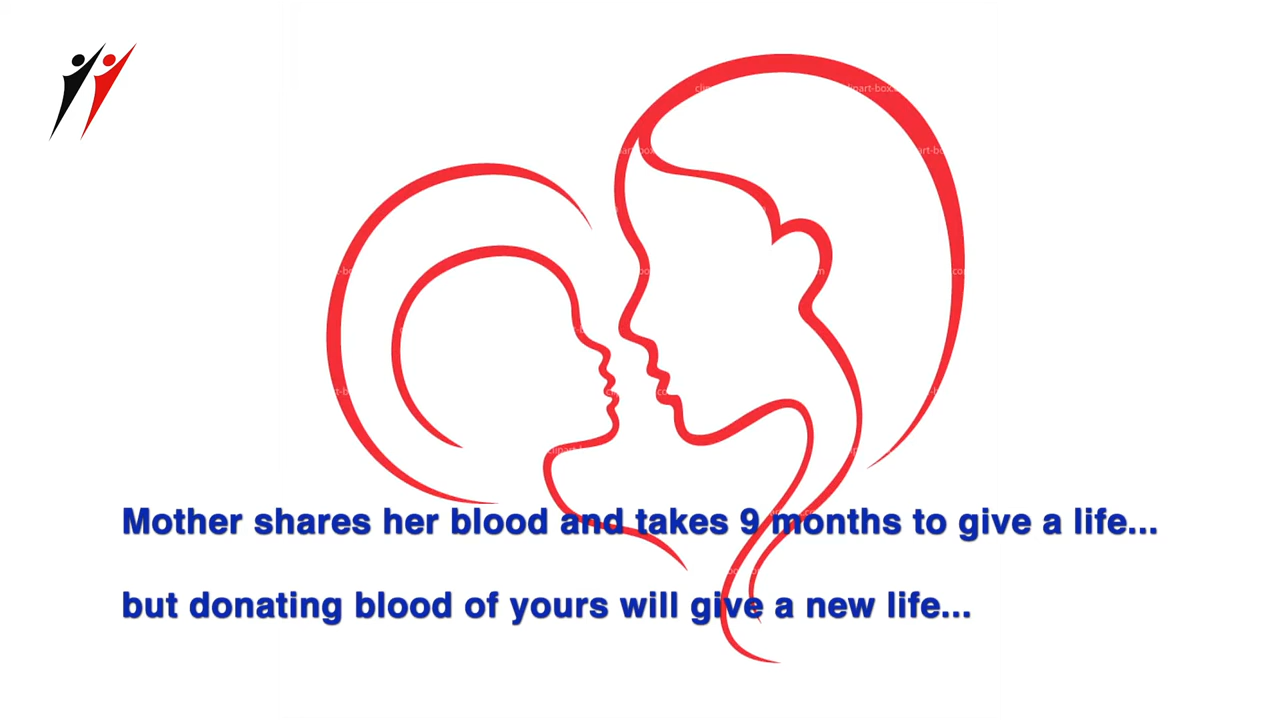 Mother shares her blood and takes 9 months to give a life...
but donating blood of yours will give a new life...